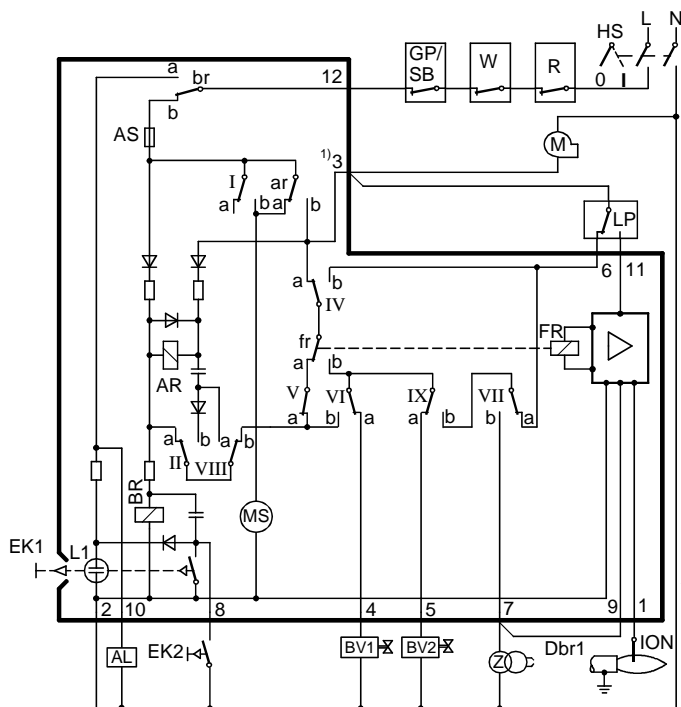 HS L N
GP/
SB
W
R
0 I
a
br
12
b
AS
M
1) 3
I
ar
a
b
a
b
LP
6 11
a
b
IV
fr
FR
a
b
AR
V
VI
IX
VII
a
b
a
b
b
a
a
b
a
b
II
VIII
BR
MS
EK1
L1
2 10 8 4 5 7 9 1
AL
EK2
BV1
BV2
Z
Dbr1
ION